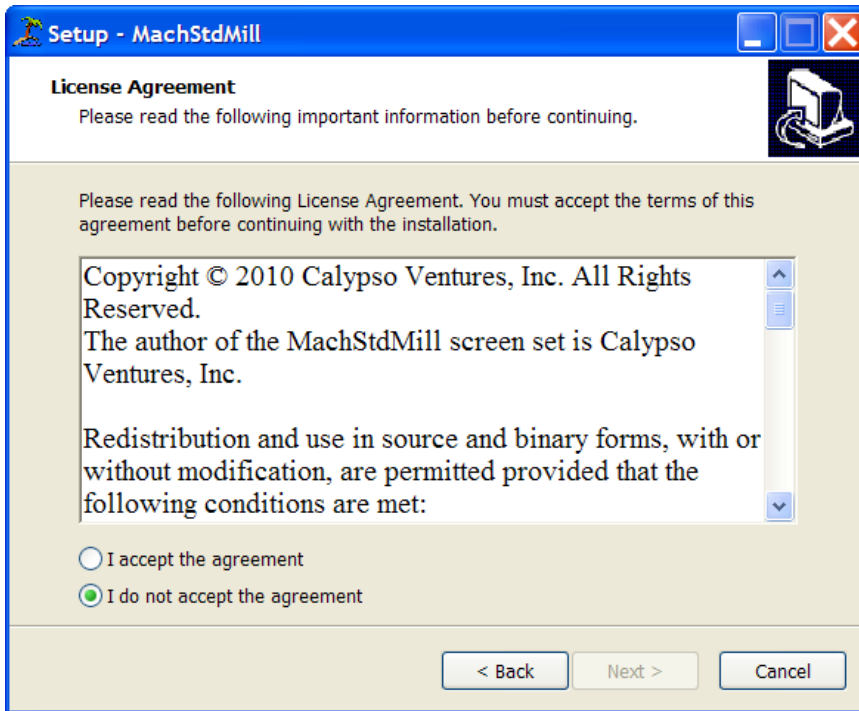 Setup - MachStdMill
License Agreement
Please read the following important information before continuing.
Please read the following License Agreement. You must accept the terms of this
agreement before continuing with the installation.
Copyright © 2010 Calypso Ventures, Inc. All Rights
Reserved.
The author of the MachStdMill screen set is Calypso
Ventures, Inc.
Redistribution and use in source and binary forms, with or
without modification, are permitted provided that the
following conditions are met:
I accept the agreement
I do not accept the agreement
< Back Next > Cancel